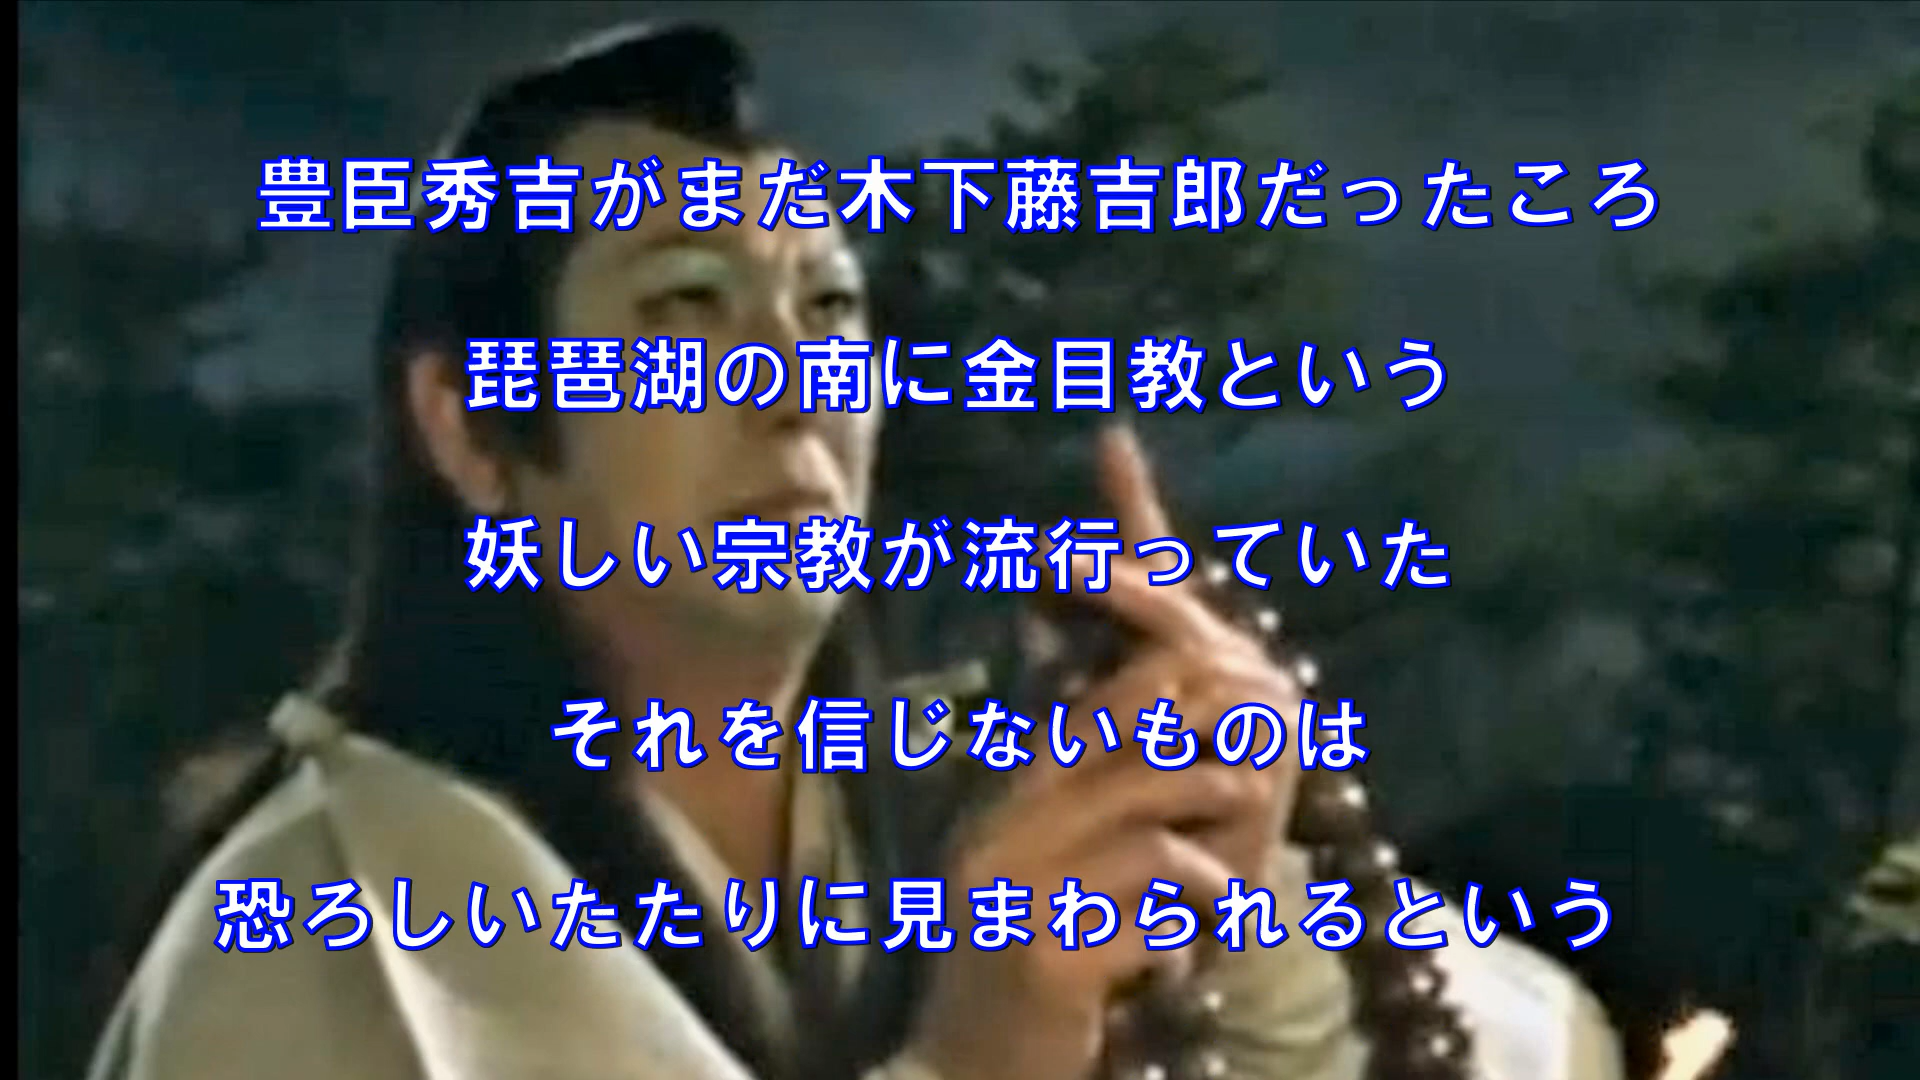 豊臣秀吉がまだ木下藤吉郎だったころ
琵琶湖の南に金目教という
妖しい宗教が流行っていた
それを信じないものは
恐ろしいたたりに見まわられるという